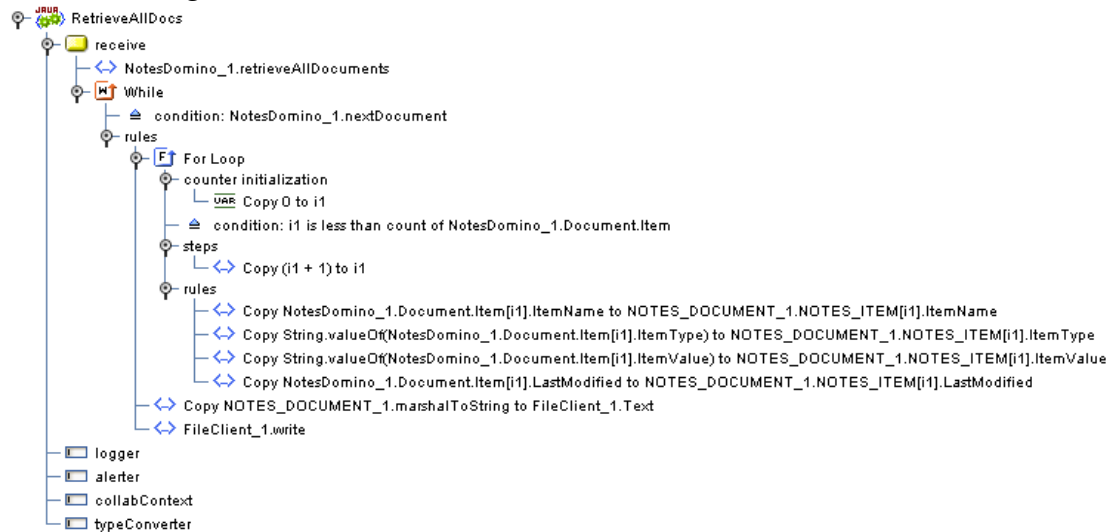 JAVA RetrieveAllDocs
receive
NotesDomino_1.retrieveAllDocuments
W While
condition: NotesDomino_1.nextDocument
rules
F For Loop
counter initialization
VAR Copy 0 to i1
condition: i1 is less than count of NotesDomino_1.Document.Item
steps
Copy (i1 + 1) to i1
rules
Copy NotesDomino_1.Document.Item[i1].ItemName to NOTES_DOCUMENT_1.NOTES_ITEM[i1].ItemName
Copy String.valueOf(NotesDomino_1.Document.Item[i1].ItemType) to NOTES_DOCUMENT_1.NOTES_ITEM[i1].ItemType
Copy String.valueOf(NotesDomino_1.Document.Item[i1].ItemValue) to NOTES_DOCUMENT_1.NOTES_ITEM[i1].ItemValue
Copy NotesDomino_1.Document.Item[i1].LastModified to NOTES_DOCUMENT_1.NOTES_ITEM[i1].LastModified
Copy NOTES_DOCUMENT_1.marshalToString to FileClient_1.Text
FileClient_1.write
logger
alerter
collabContext
typeConverter